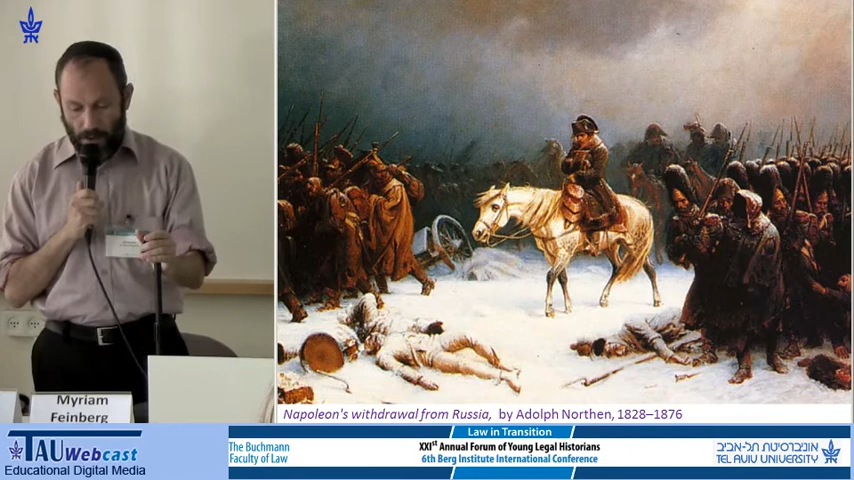 Napoleon's withdrawal from Russia, by Adolph Northen, 1828–1876
Myriam
Feinberg
TAU Webcast
Educational Digital Media
Law in Transition
The Buchmann
Faculty of Law
XXIst Annual Forum of Young Legal Historians
6th Berg Institute International Conference
אוניברסיטת תל-אביב
TEL AVIV UNIVERSITY